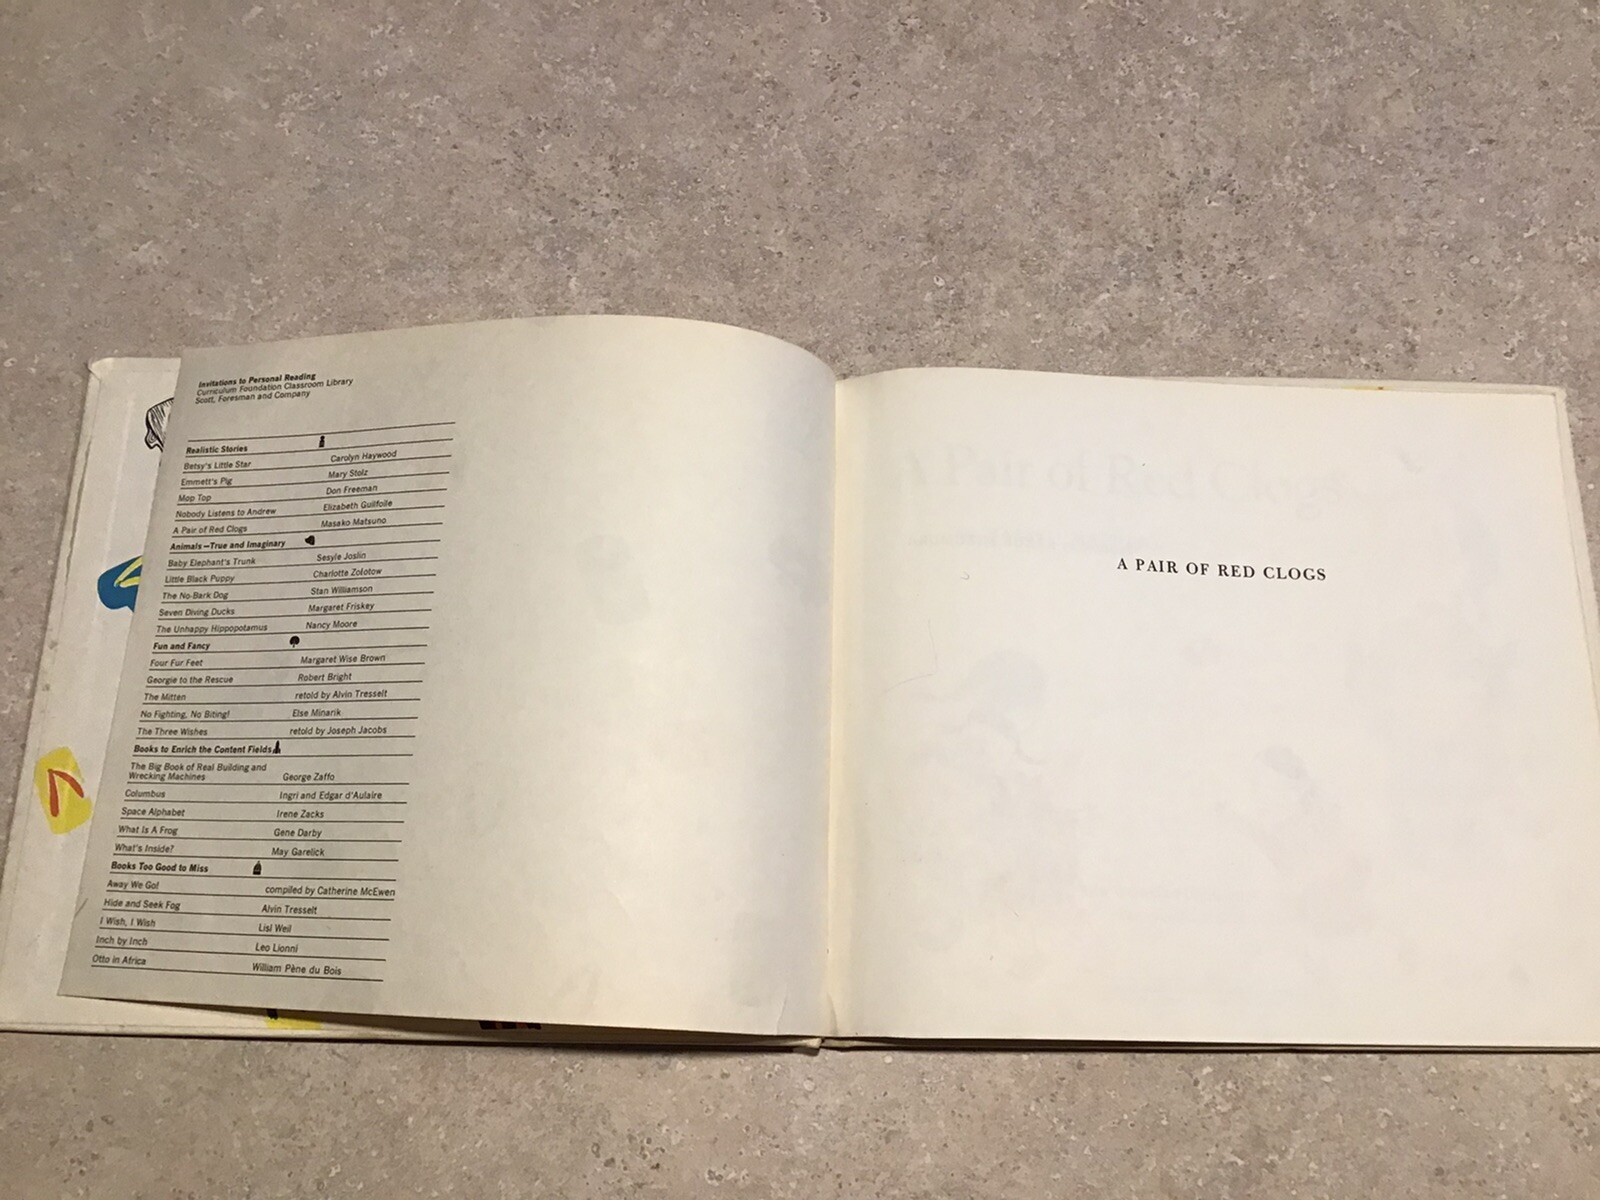 Invitations to Personal Reading
Curriculum Foundation Classroom Library
Scott, Foresman and Company
Realistic Stories
Betsy's Little Star Carolyn Haywood
Emmett's Pig Mary Stolz
Mop Top Don Freeman
Nobody Listens to Andrew Elizabeth Guilfoile
A Pair of Red Clogs Masako Matsuno
Animals—True and Imaginary
Baby Elephant's Trunk Sesyle Joslin
Little Black Puppy Charlotte Zolotow
The No-Bark Dog Stan Williamson
Seven Diving Ducks Margaret Friskey
The Unhappy Hippopotamus Nancy Moore
Fun and Fancy
Four Fur Feet Margaret Wise Brown
Georgie to the Rescue Robert Bright
The Mitten retold by Alvin Tresselt
No Fighting, No Biting! Else Minarik
The Three Wishes retold by Joseph Jacobs
Books to Enrich the Content Fields
The Big Book of Real Building and
Wrecking Machines George Zaffo
Columbus Ingri and Edgar d'Aulaire
Space Alphabet Irene Zacks
What Is A Frog Gene Darby
What's Inside? May Garelick
Books Too Good to Miss
Away We Go! compiled by Catherine McEwen
Hide and Seek Fog Alvin Tresselt
I Wish, I Wish Lisl Weil
Inch by Inch Leo Lionni
Otto in Africa William Pène du Bois
A PAIR OF RED CLOGS
A Pair of Red Clogs